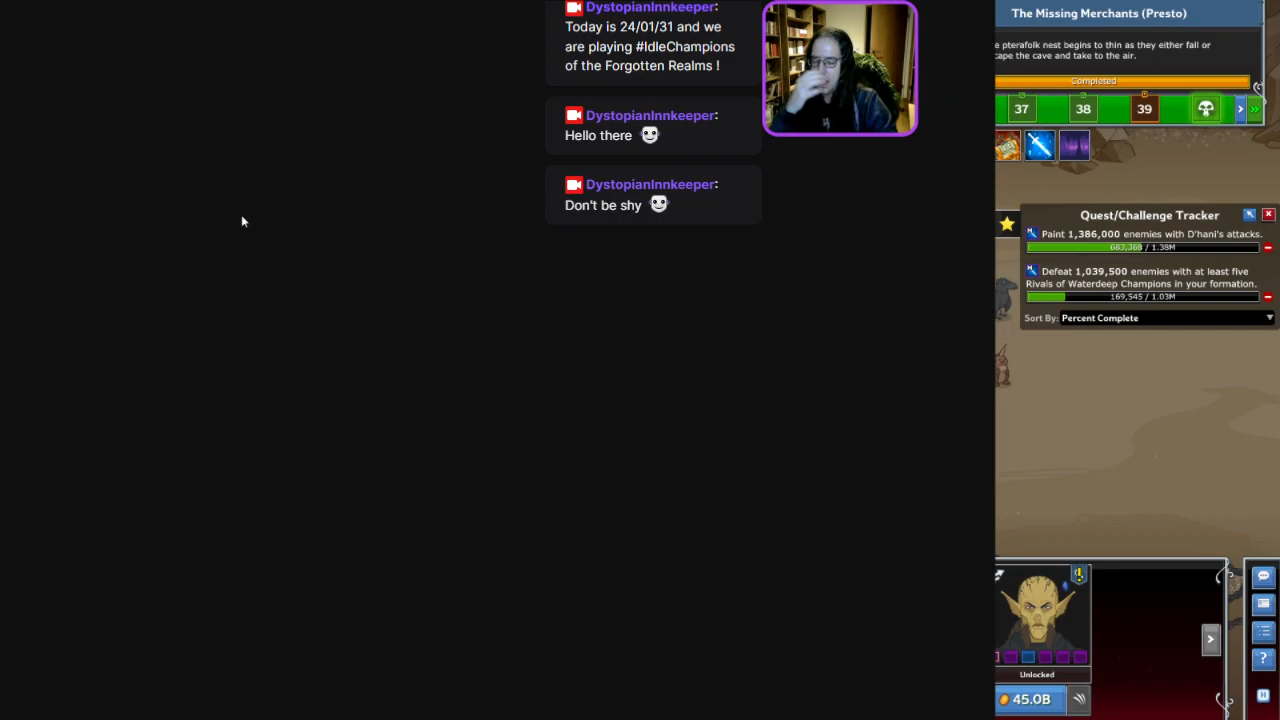 DystopianInnkeeper:
Today is 24/01/31 and we
are playing #IdleChampions
of the Forgotten Realms !
DystopianInnkeeper:
Hello there
DystopianInnkeeper:
Don't be shy
The Missing Merchants (Presto)
e pterafolk nest begins to thin as they either fall or
cape the cave and take to the air.
Completed
37
38
39
Quest/Challenge Tracker
Paint 1,386,000 enemies with D'hani's attacks.
683,368 / 1.38M
Defeat 1,039,500 enemies with at least five
Rivals of Waterdeep Champions in your formation.
169,545 / 1.03M
Sort By: Percent Complete
Unlocked
45.0B
?
H